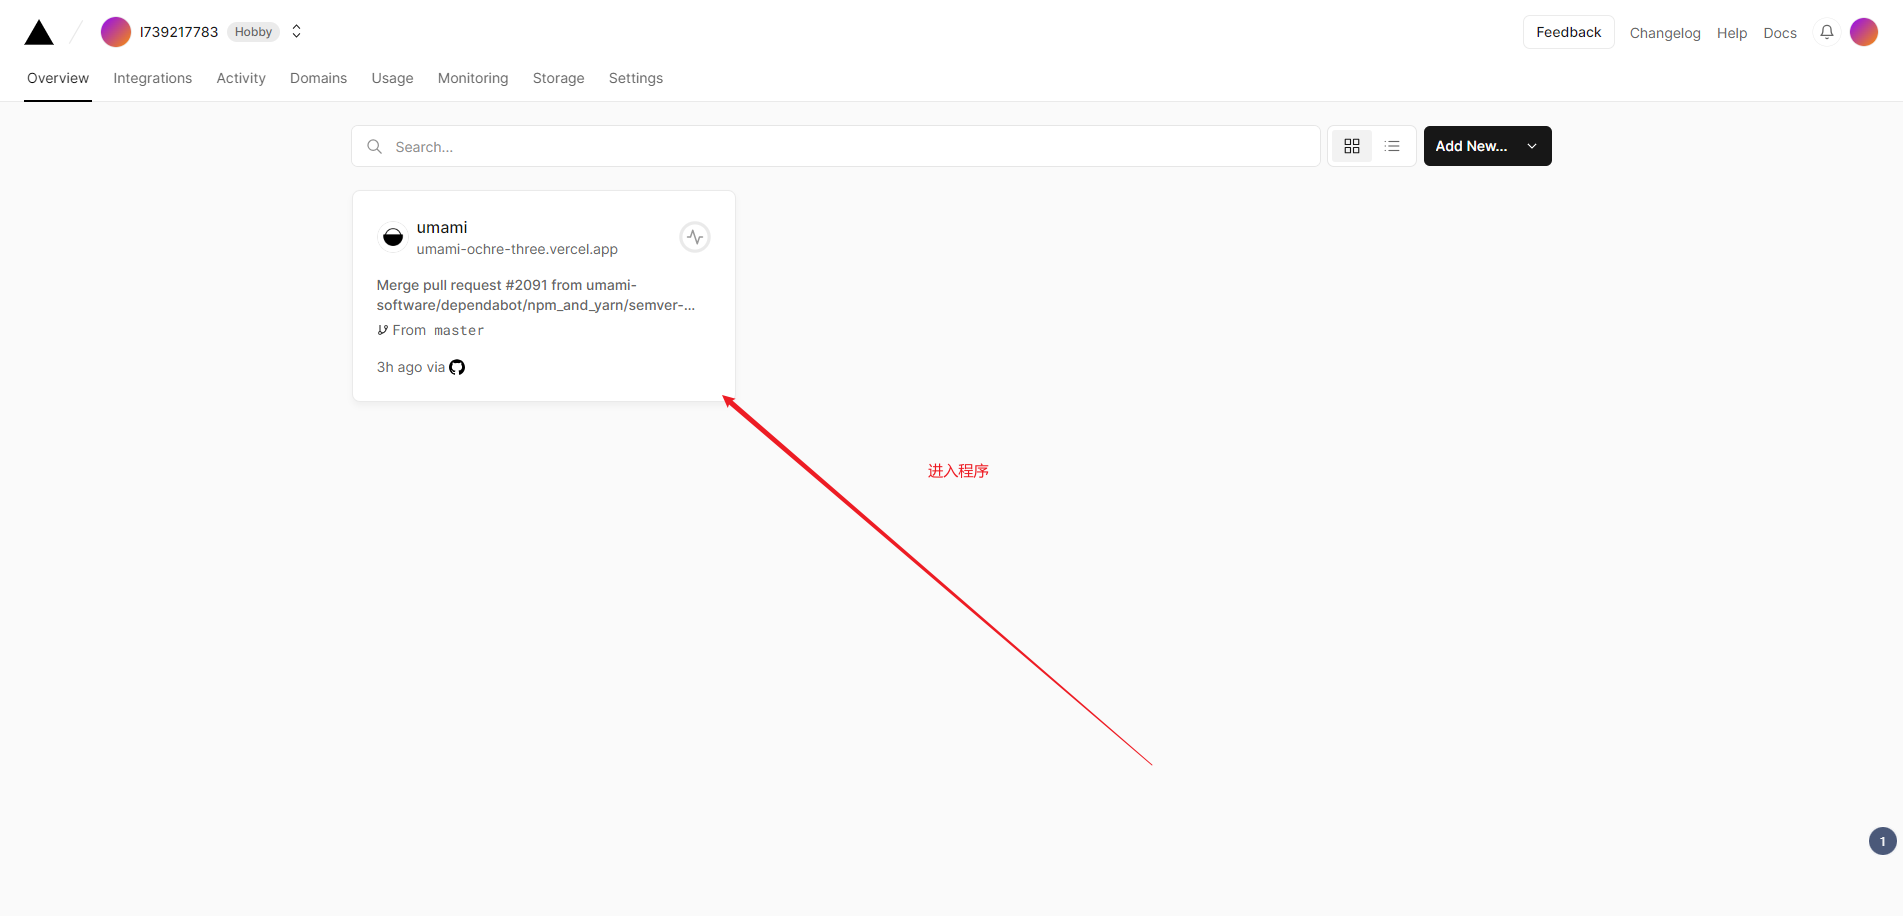 l739217783 Hobby
Feedback Changelog Help Docs
Overview Integrations Activity Domains Usage Monitoring Storage Settings
Search...
Add New...
umami
umami-ochre-three.vercel.app
Merge pull request #2091 from umami-
software/dependabot/npm_and_yarn/semver-...
From master
3h ago via
进入程序
1